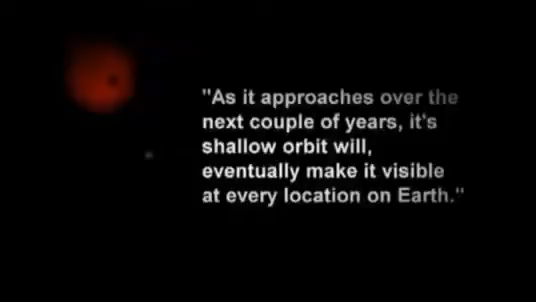 "As it approaches over the
next couple of years, it's
shallow orbit will,
eventually make it visible
at every location on Earth."